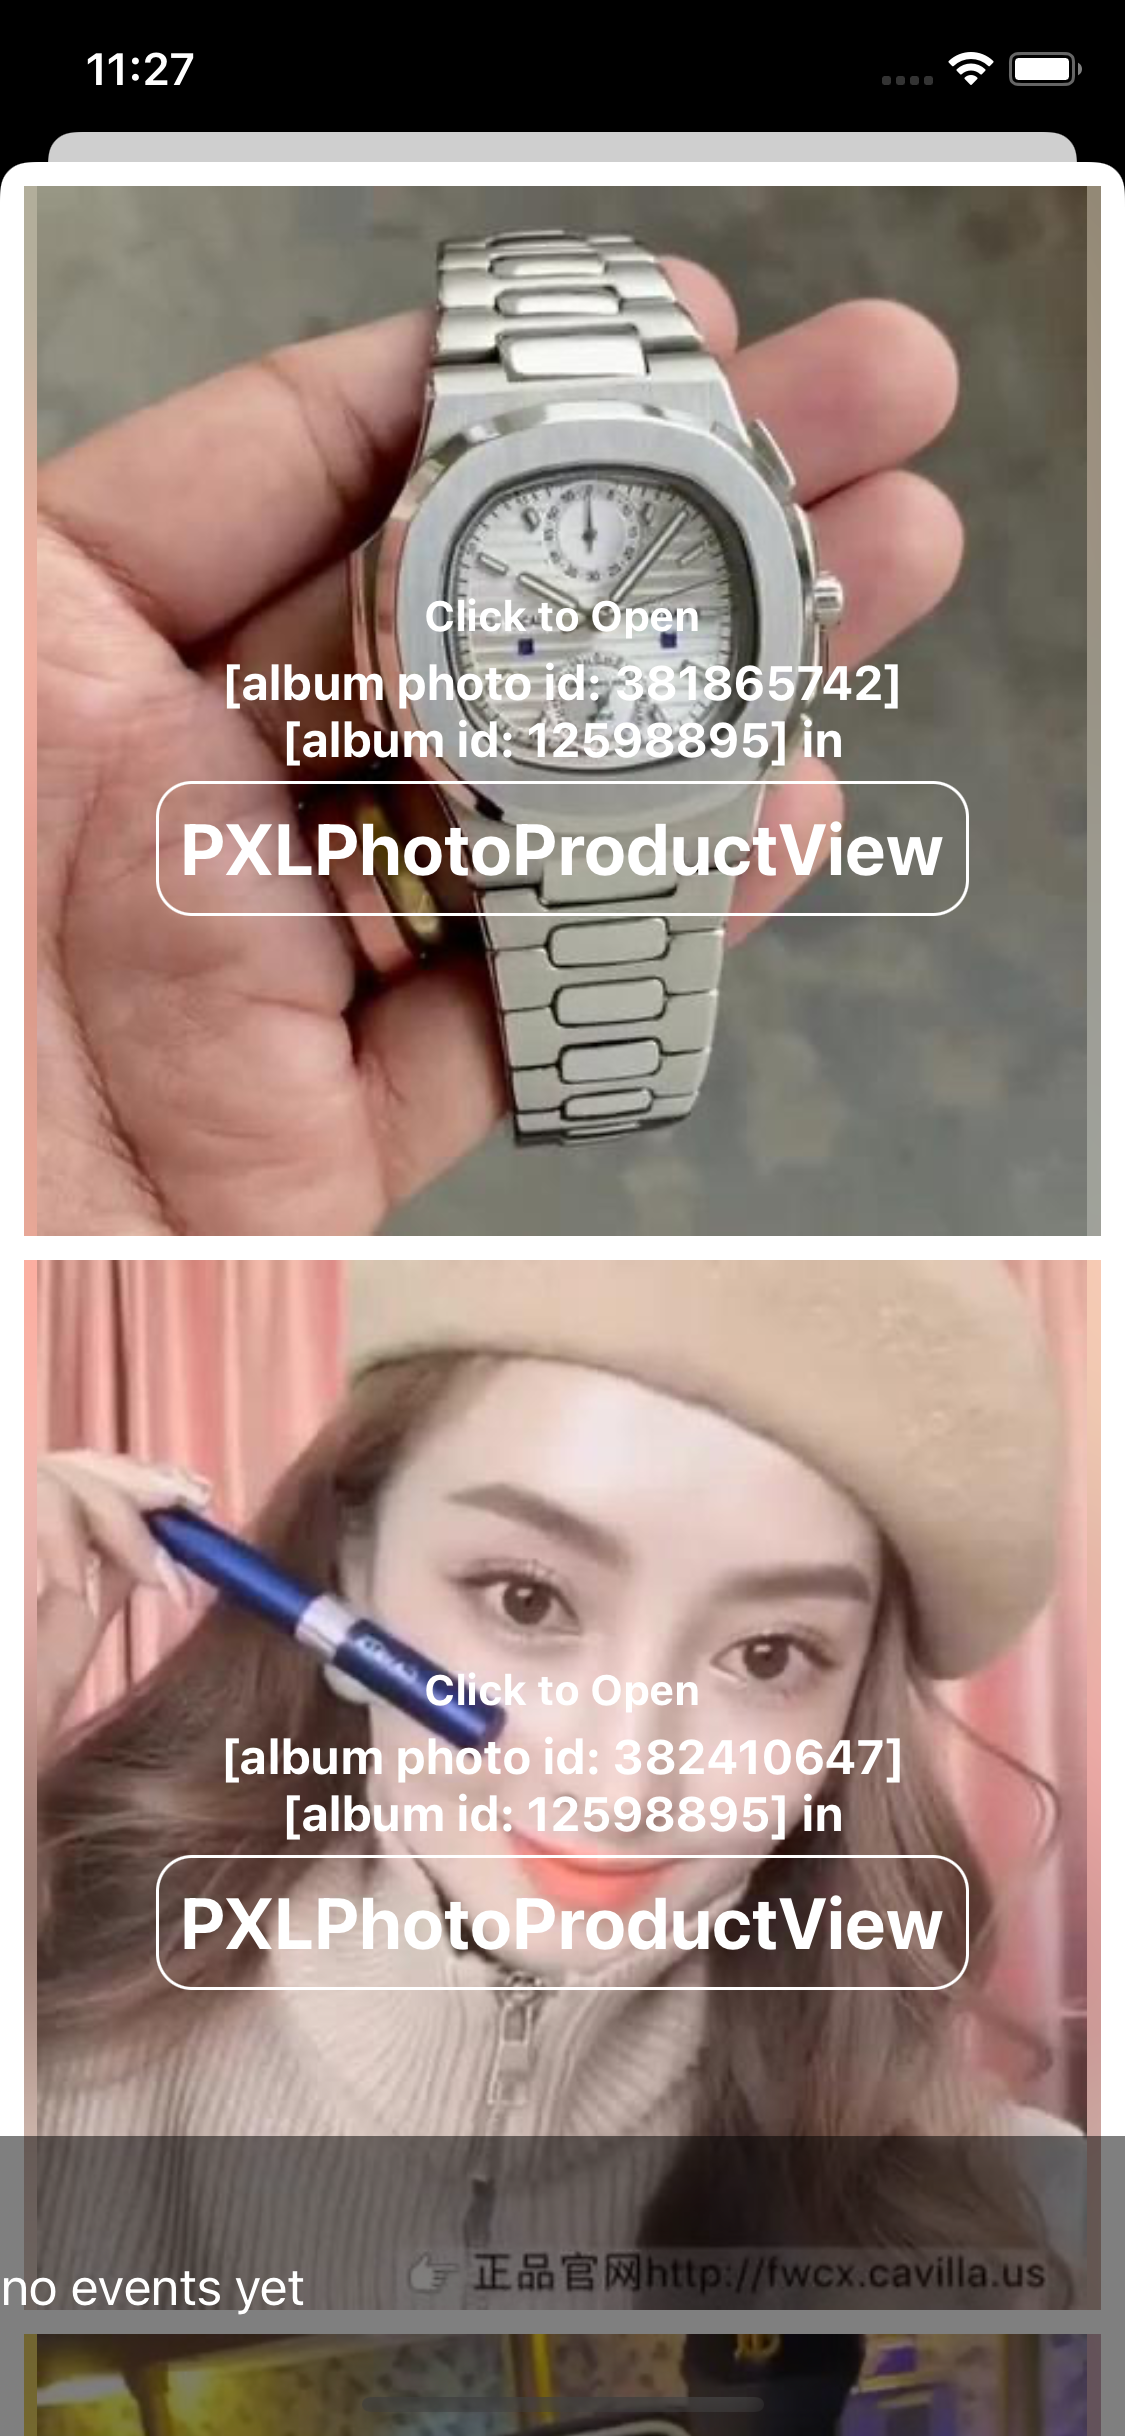 11:27
Click to Open
[album photo id: 381865742]
[album id: 12598895] in
PXLPhotoProductView
Click to Open
[album photo id: 382410647]
[album id: 12598895] in
PXLPhotoProductView
正品官网http://fwcx.cavilla.us
no events yet